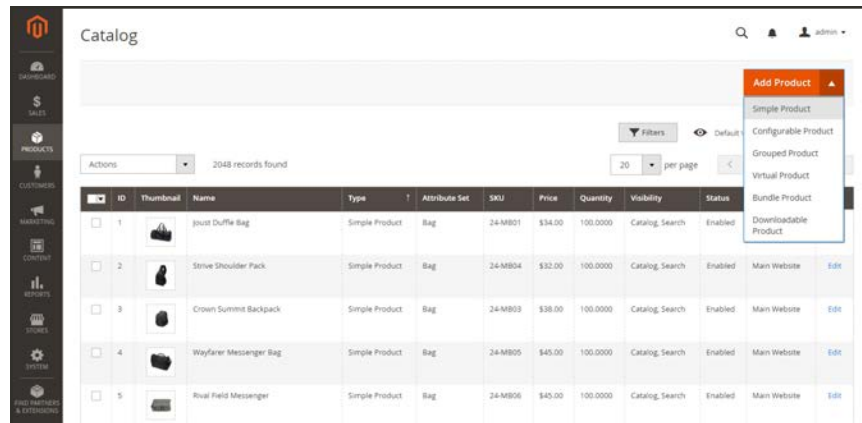 Catalog
admin
DASHBOARD
SALES
PRODUCTS
CUSTOMERS
MARKETING
CONTENT
REPORTS
STORES
SYSTEM
FIND PARTNERS
& EXTENSIONS
Add Product
Simple Product
Configurable Product
Grouped Product
Virtual Product
Bundle Product
Downloadable
Product
Filters Default
Actions 2048 records found 20 per page
ID Thumbnail Name Type Attribute Set SKU Price Quantity Visibility Status
1 Joust Duffle Bag Simple Product Bag 24-MB01 $34.00 100.0000 Catalog, Search Enabled
2 Strive Shoulder Pack Simple Product Bag 24-MB04 $32.00 100.0000 Catalog, Search Enabled Main Website Edit
3 Crown Summit Backpack Simple Product Bag 24-MB03 $38.00 100.0000 Catalog, Search Enabled Main Website Edit
4 Wayfarer Messenger Bag Simple Product Bag 24-MB05 $45.00 100.0000 Catalog, Search Enabled Main Website Edit
5 Rival Field Messenger Simple Product Bag 24-MB06 $45.00 100.0000 Catalog, Search Enabled Main Website Edit